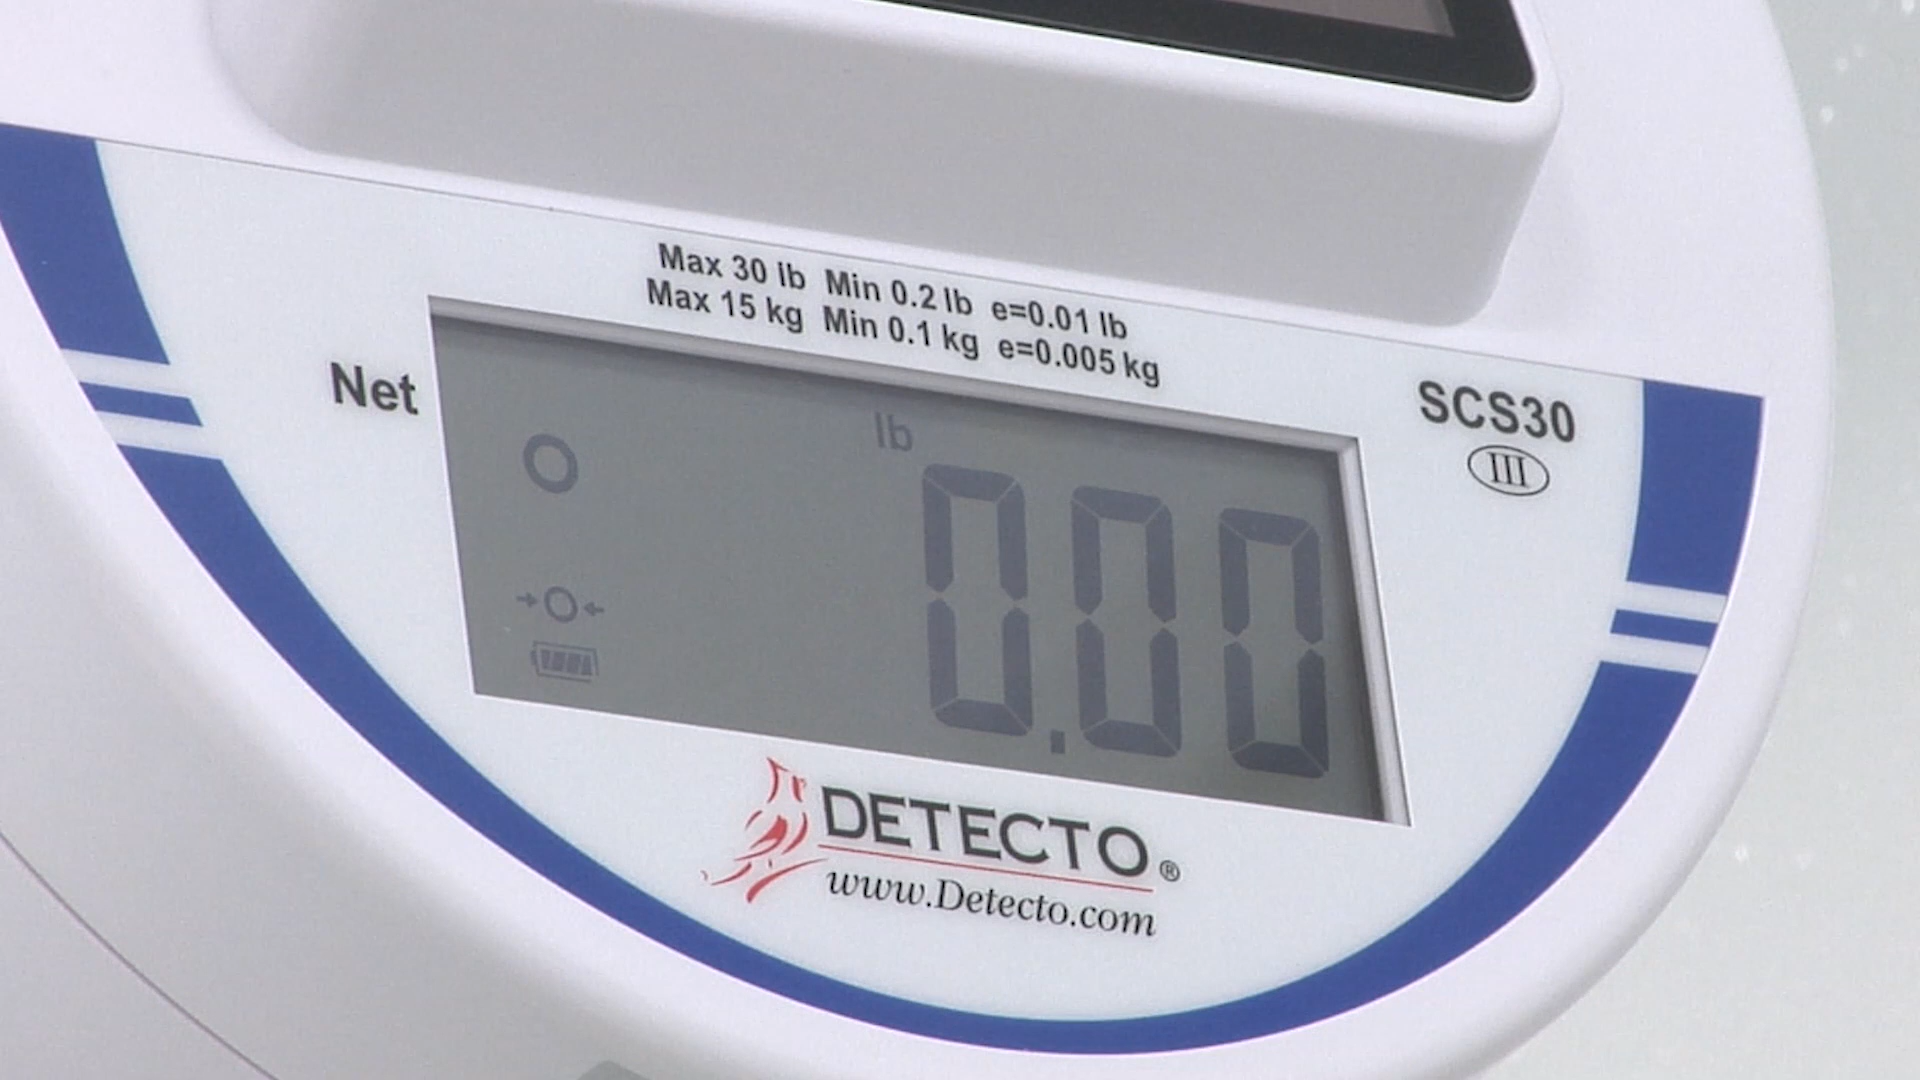 Max 30 lb Min 0.2 lb e=0.01 lb
Max 15 kg Min 0.1 kg e=0.005 kg
Net
SCS30
III
lb
0.00
DETECTO®
www.Detecto.com